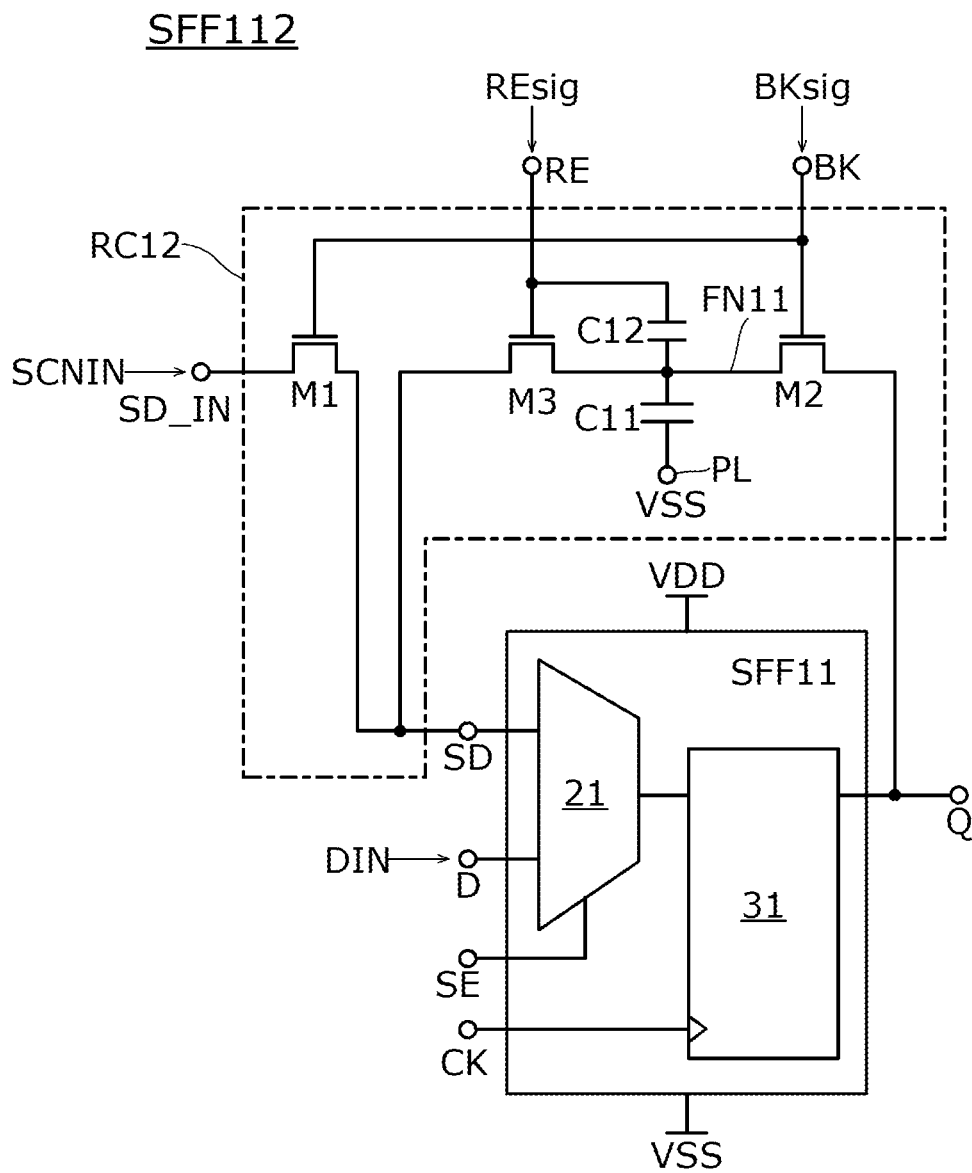 SFF112
REsig
BKsig
RE
BK
RC12
C12
FN11
SCNIN
SD_IN
M1
M3
C11
M2
PL
VSS
VDD
SFF11
SD
21
Q
DIN
D
31
SE
CK
VSS